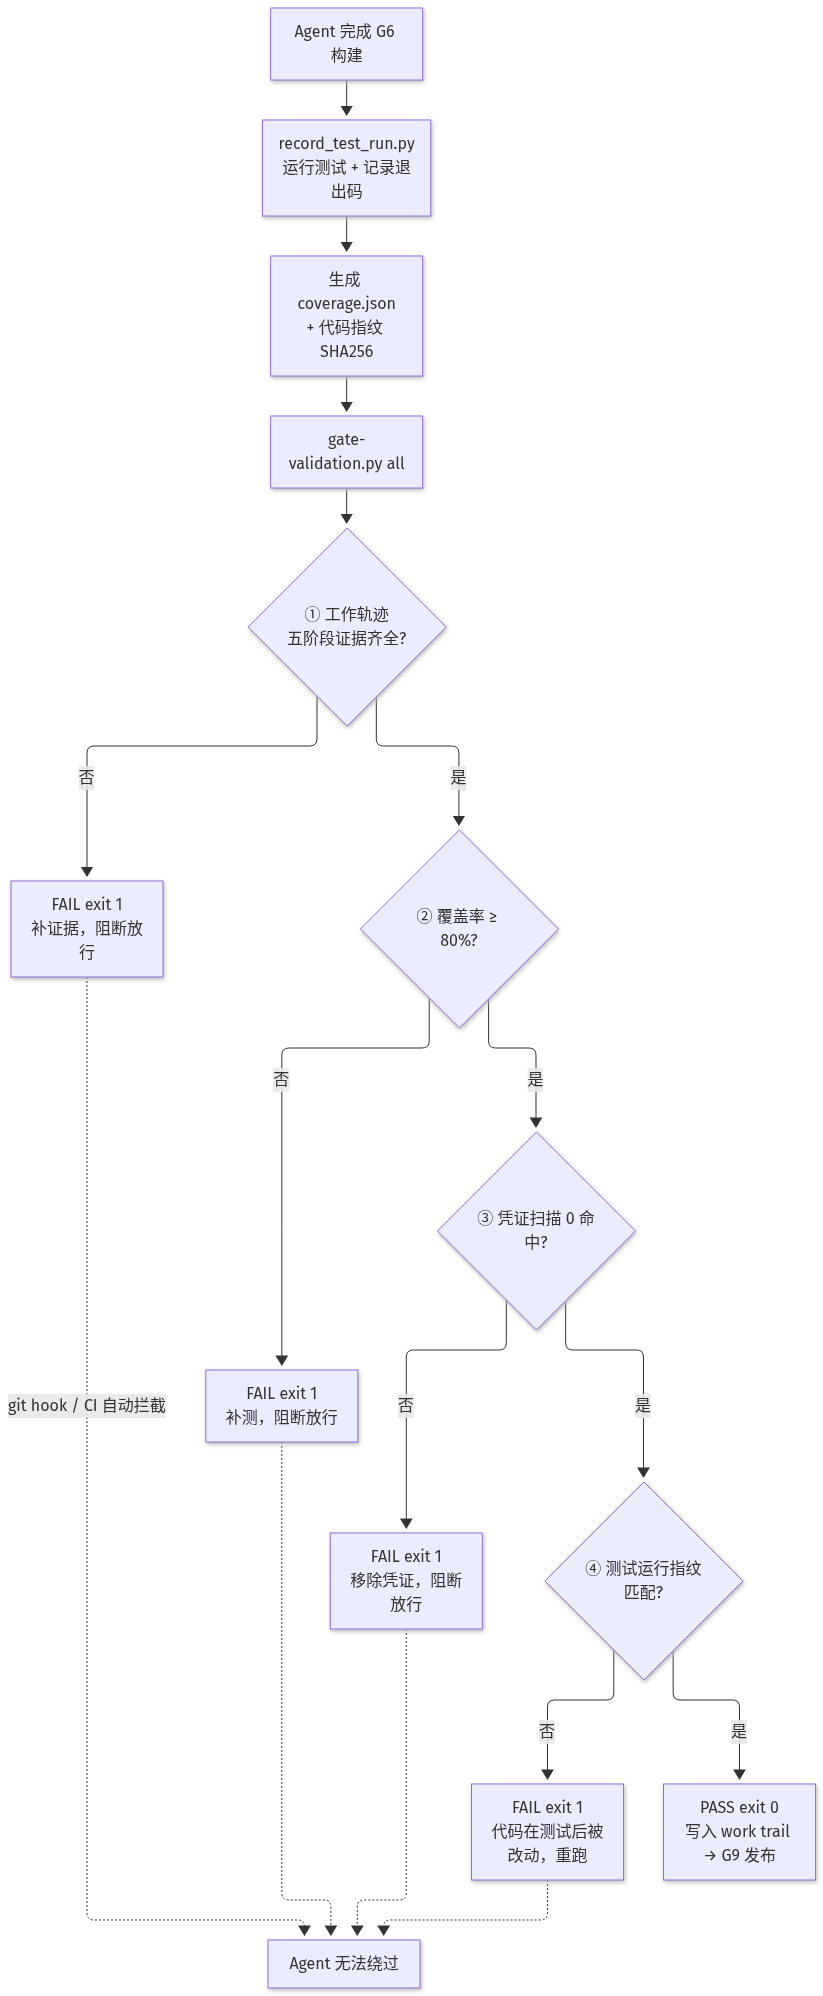 Agent 完成 G6
构建
record_test_run.py
运行测试 + 记录退
出码
生成
coverage.json
+ 代码指纹
SHA256
gate-
validation.py all
① 工作轨迹
五阶段证据齐全?
否
是
FAIL exit 1
补证据，阻断放
行
② 覆盖率 ≥
80%?
否
是
③ 凭证扫描 0 命
中?
否
是
git hook / CI 自动拦截
FAIL exit 1
补测，阻断放行
FAIL exit 1
移除凭证，阻断
放行
④ 测试运行指纹
匹配?
否
是
FAIL exit 1
代码在测试后被
改动，重跑
PASS exit 0
写入 work trail
→ G9 发布
Agent 无法绕过